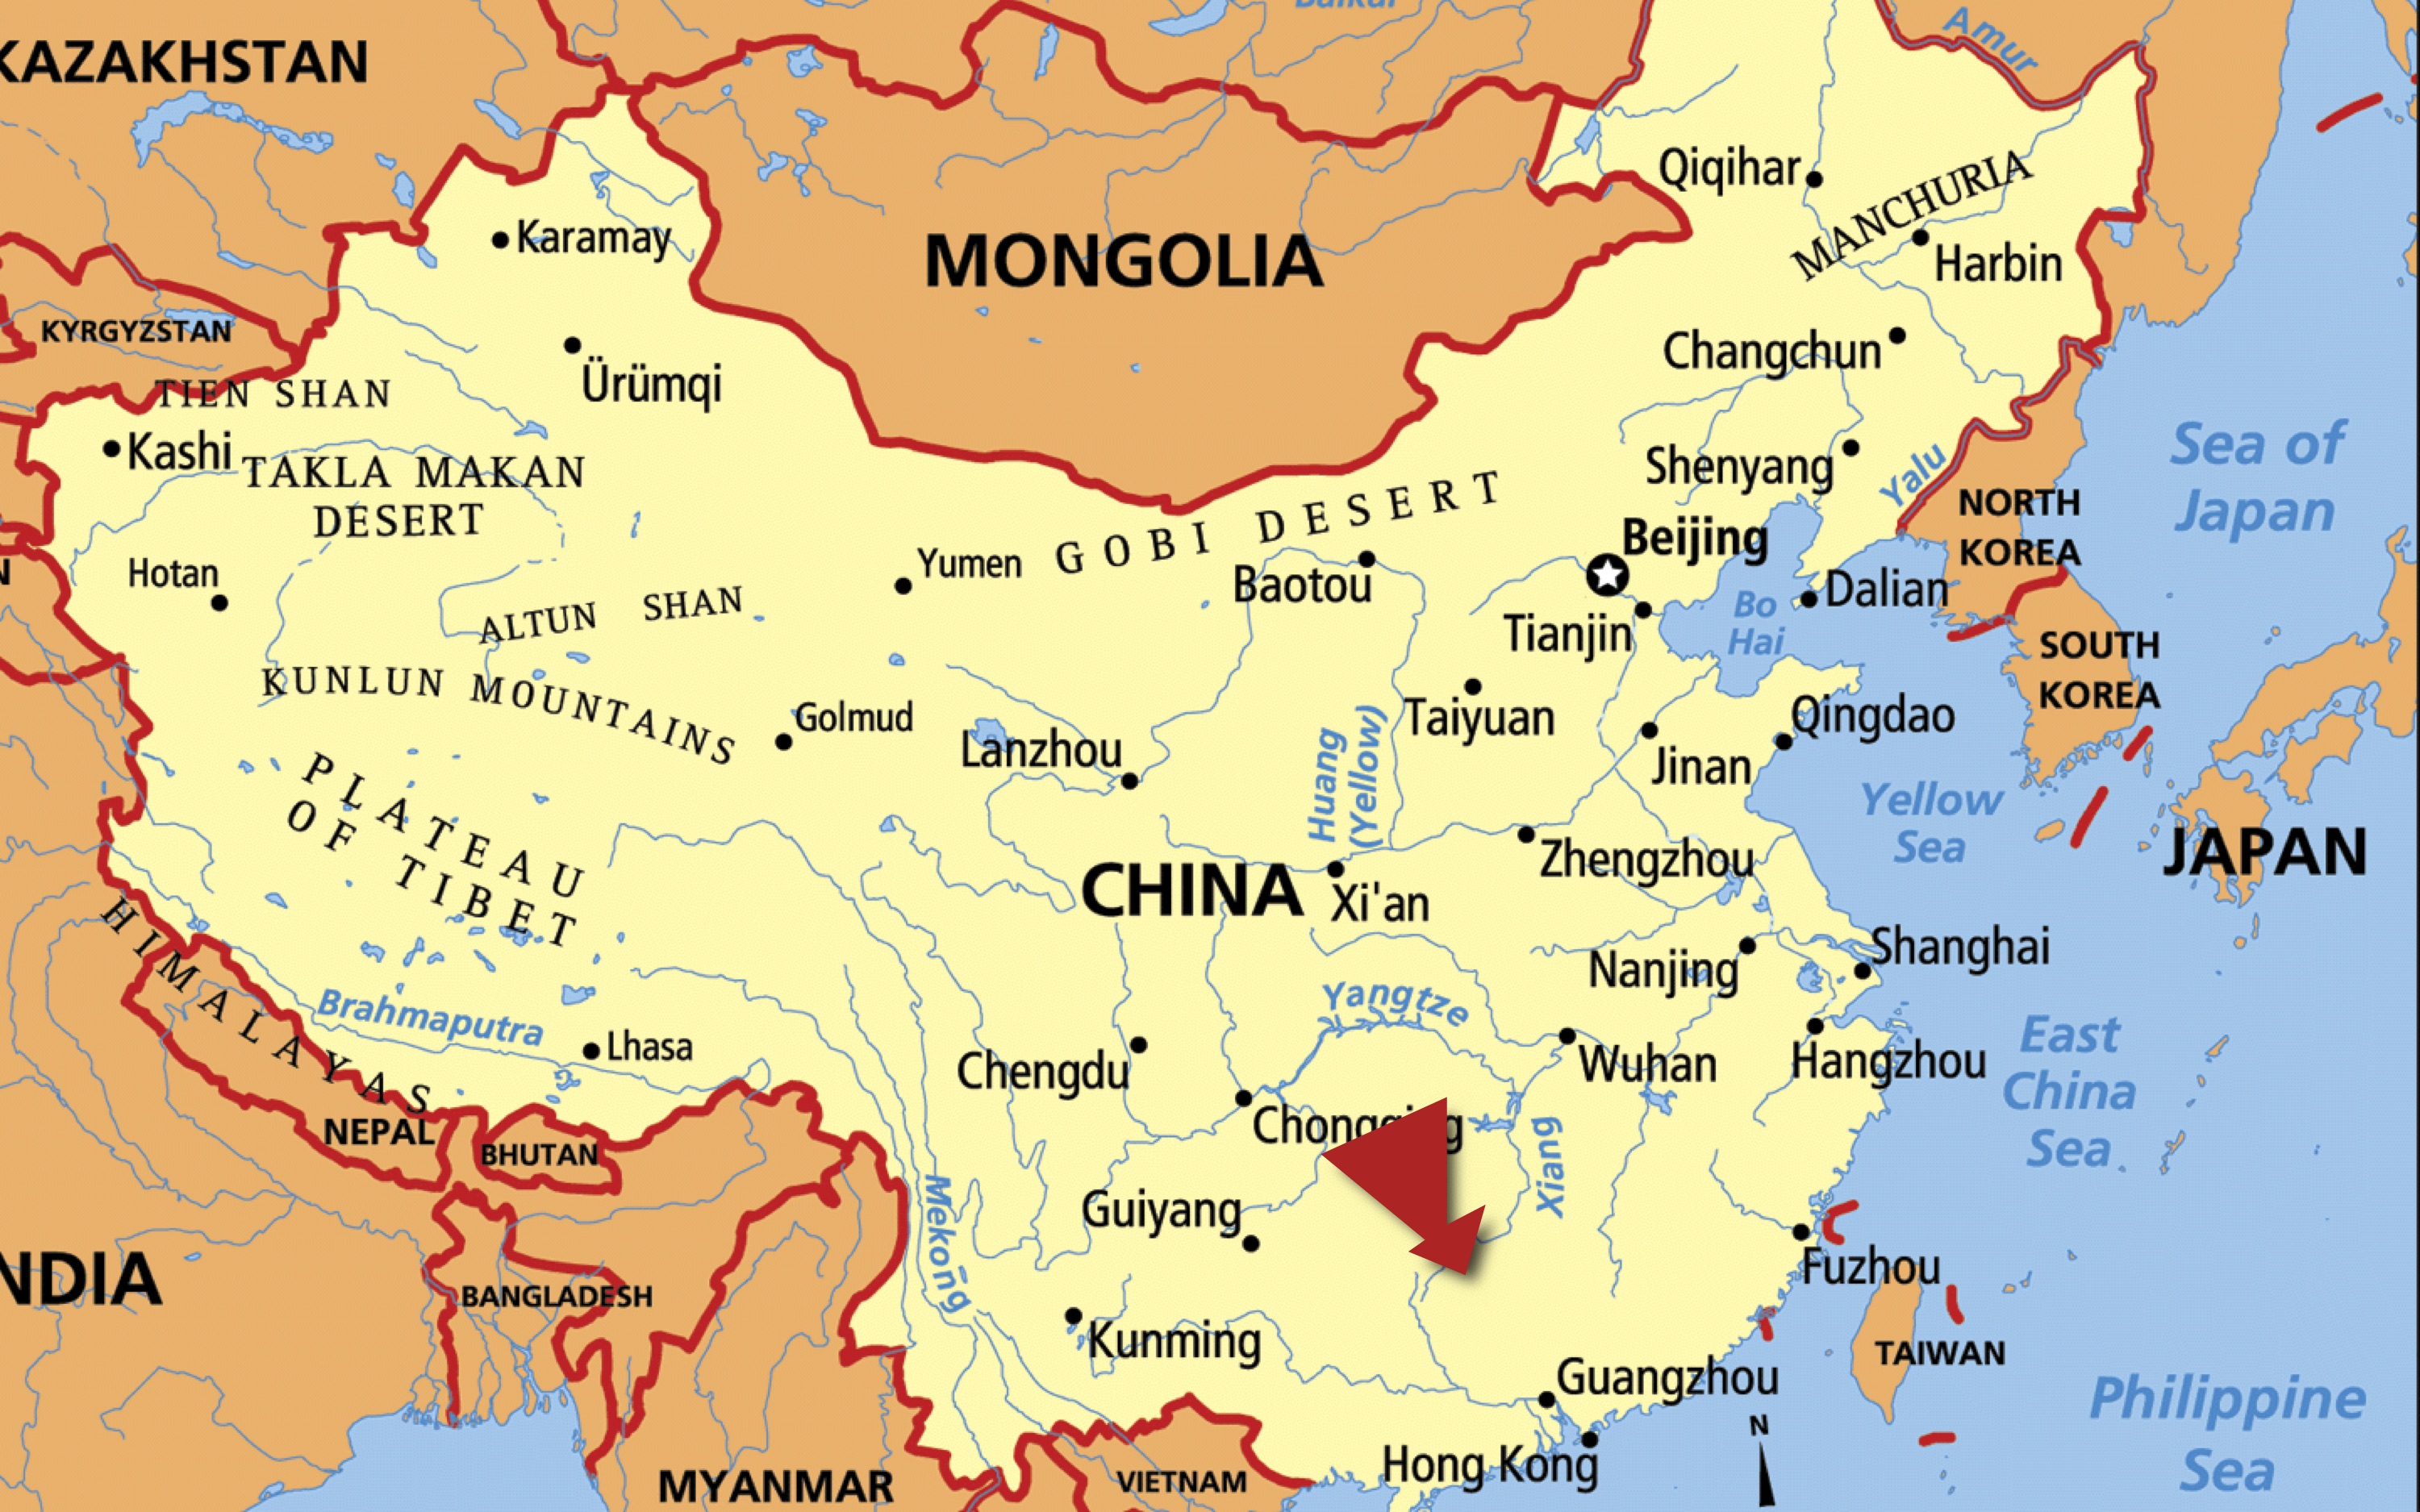 KAZAKHSTAN
Amur
Qiqihar
MANCHURIA
Karamay
MONGOLIA
Harbin
KYRGYZSTAN
Changchun
Ürümqi
TIEN SHAN
Kashi
TAKLA MAKAN
DESERT
Shenyang
Yalu
Sea of
Japan
GOBI DESERT
NORTH
KOREA
Beijing
Hotan
Yumen
Baotou
Dalian
Bo
Hai
ALTUN SHAN
Tianjin
SOUTH
KOREA
KUNLUN MOUNTAINS
Golmud
Taiyuan
Qingdao
Lanzhou
Jinan
Huang
(Yellow)
PLATEAU
OF TIBET
Yellow
Sea
JAPAN
Zhengzhou
CHINA
Xi'an
HIMALAYAS
Shanghai
Nanjing
Yangtze
Brahmaputra
Lhasa
East
China
Sea
Chengdu
Wuhan
Hangzhou
NEPAL
BHUTAN
Xiang
Mekong
Guiyang
NDIA
BANGLADESH
Fuzhou
Kunming
TAIWAN
Guangzhou
Philippine
Sea
N
Hong Kong
MYANMAR
VIETNAM